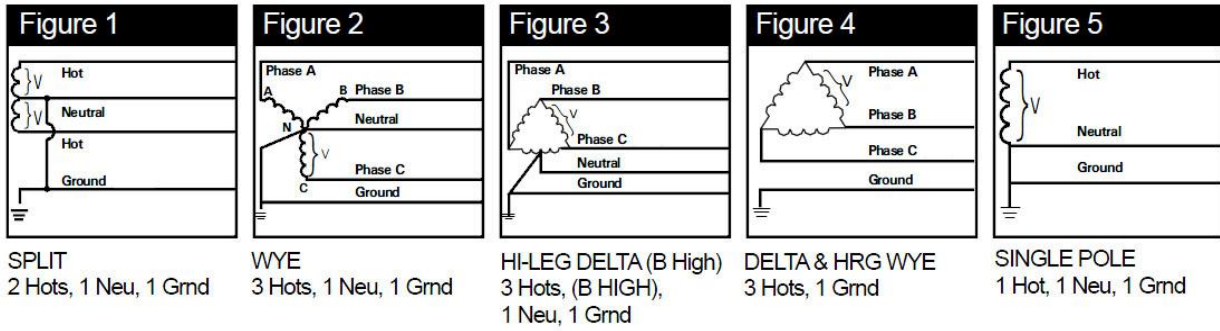 Figure 1
V
Hot
V
Neutral
Hot
Ground
SPLIT
2 Hots, 1 Neu, 1 Grnd
Figure 2
Phase A
A
B Phase B
N
Neutral
V
Phase C
C
Ground
WYE
3 Hots, 1 Neu, 1 Grnd
Figure 3
Phase A
Phase B
V
Phase C
Neutral
Ground
HI-LEG DELTA (B High)
3 Hots, (B HIGH),
1 Neu, 1 Grnd
Figure 4
V Phase A
Phase B
Phase C
Ground
DELTA & HRG WYE
3 Hots, 1 Grnd
Figure 5
Hot
V
Neutral
Ground
SINGLE POLE
1 Hot, 1 Neu, 1 Grnd